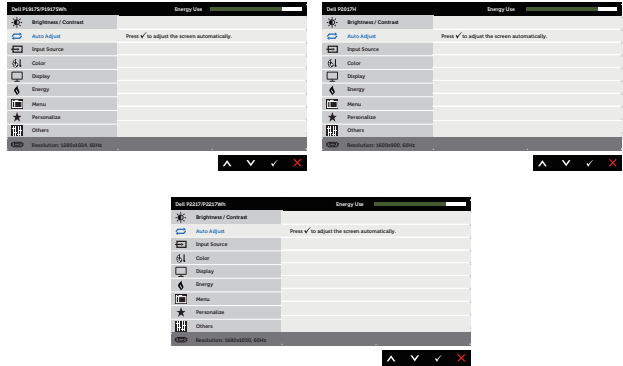 Dell P1917S/P1917SWh Energy Use
Brightness / Contrast
Auto Adjust Press ✓ to adjust the screen automatically.
Input Source
Color
Display
Energy
Menu
Personalize
Others
Resolution: 1280x1024, 60Hz
Dell P2017H Energy Use
Brightness / Contrast
Auto Adjust Press ✓ to adjust the screen automatically.
Input Source
Color
Display
Energy
Menu
Personalize
Others
Resolution: 1600x900, 60Hz
Dell P2217/P2217Wh Energy Use
Brightness / Contrast
Auto Adjust Press ✓ to adjust the screen automatically.
Input Source
Color
Display
Energy
Menu
Personalize
Others
Resolution: 1680x1050, 60Hz